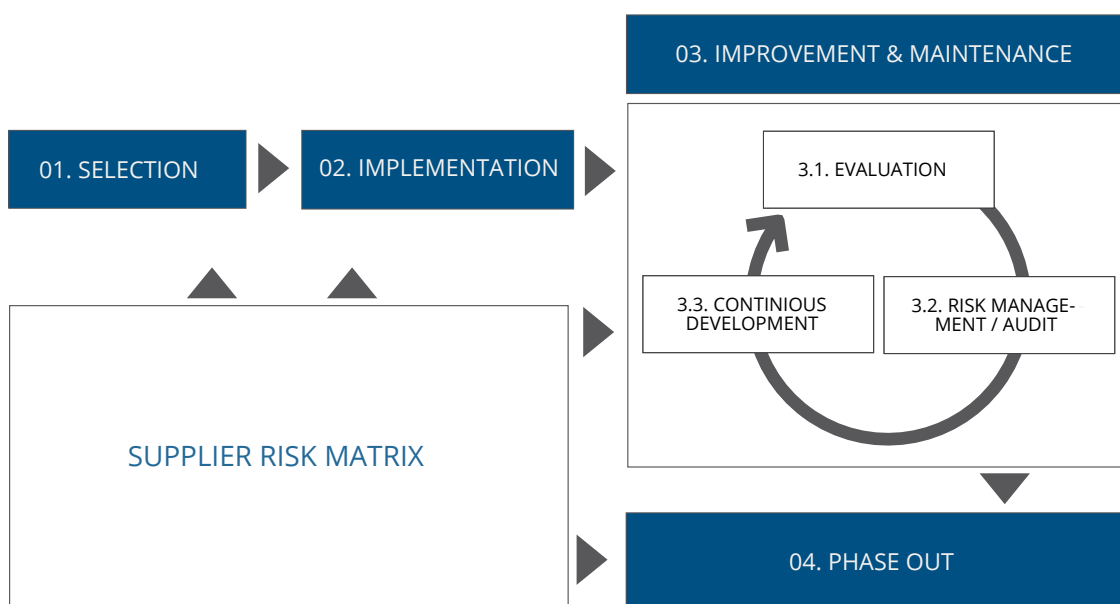 03. IMPROVEMENT & MAINTENANCE
01. SELECTION
02. IMPLEMENTATION
3.1. EVALUATION
3.3. CONTINIOUS
DEVELOPMENT
3.2. RISK MANAGE-
MENT / AUDIT
SUPPLIER RISK MATRIX
04. PHASE OUT